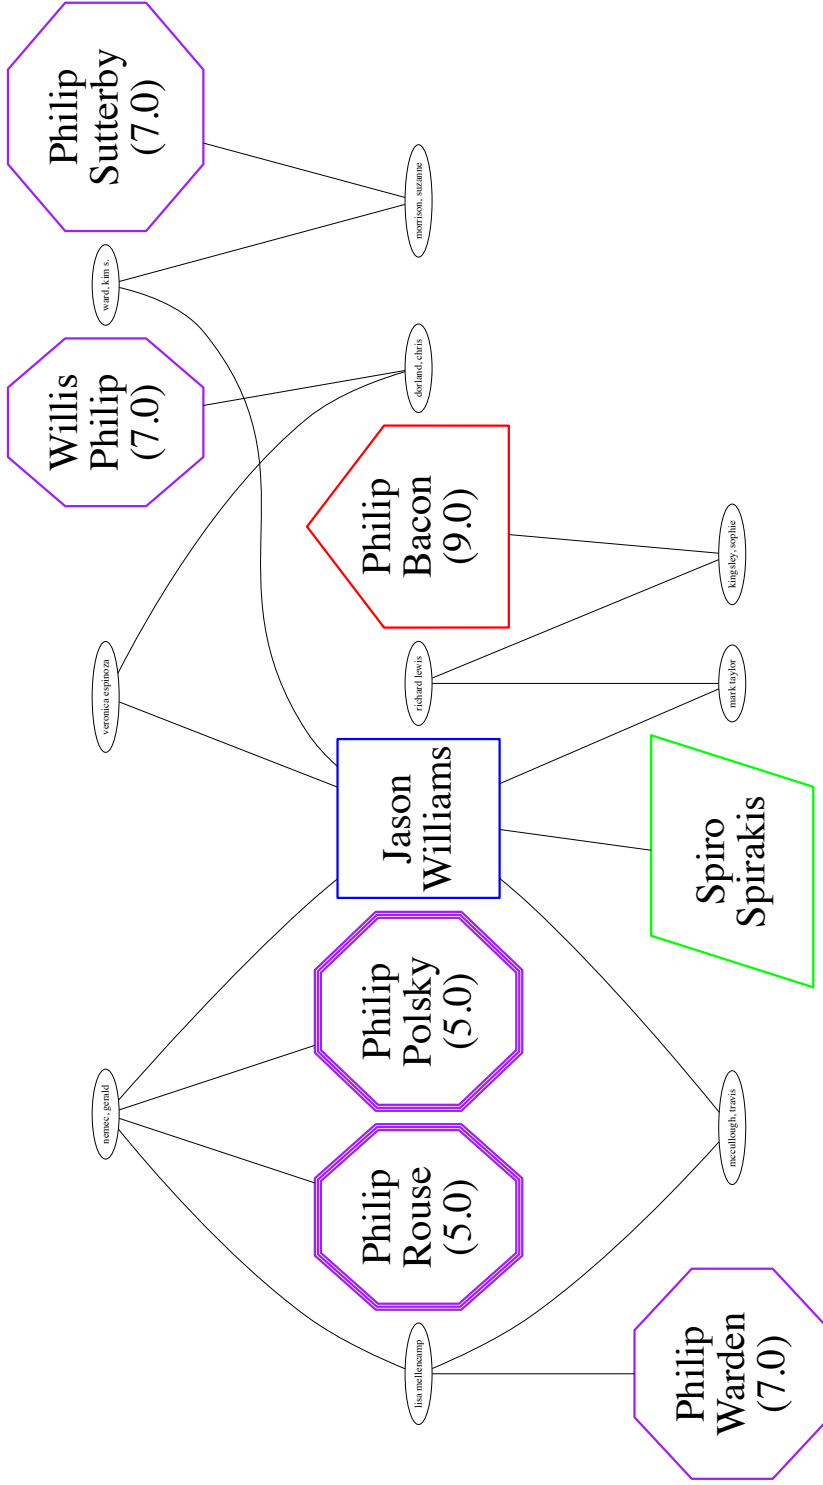 nemec, gerald
veronica espinoza
Willis
Philip
(7.0)
ward, kim s.
Philip
Sutterby
(7.0)
lisa mellencamp
Philip
Rouse
(5.0)
Philip
Polsky
(5.0)
Jason
Williams
richard lewis
Philip
Bacon
(9.0)
dorland, chris
morrison, suzanne
Philip
Warden
(7.0)
mccullough, travis
Spiro
Spirakis
mark taylor
kingsley, sophie